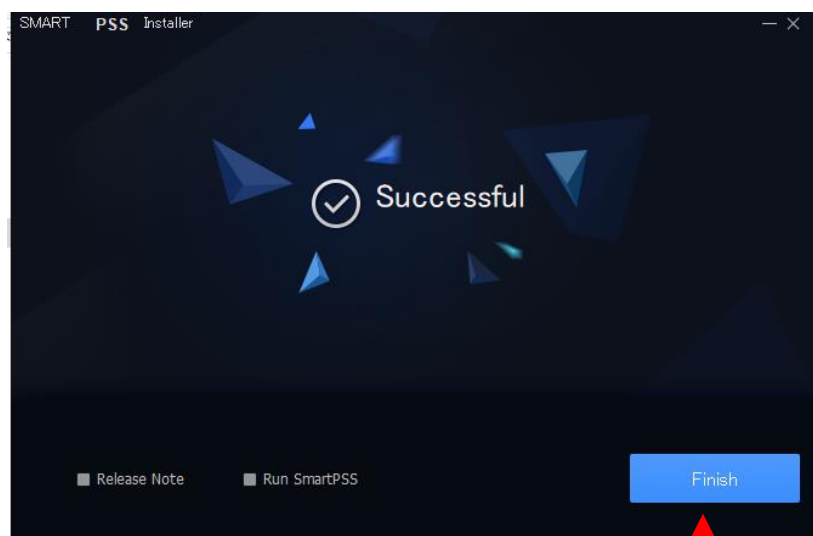 SMART PSS Installer
Successful
Release Note
Run SmartPSS
Finish